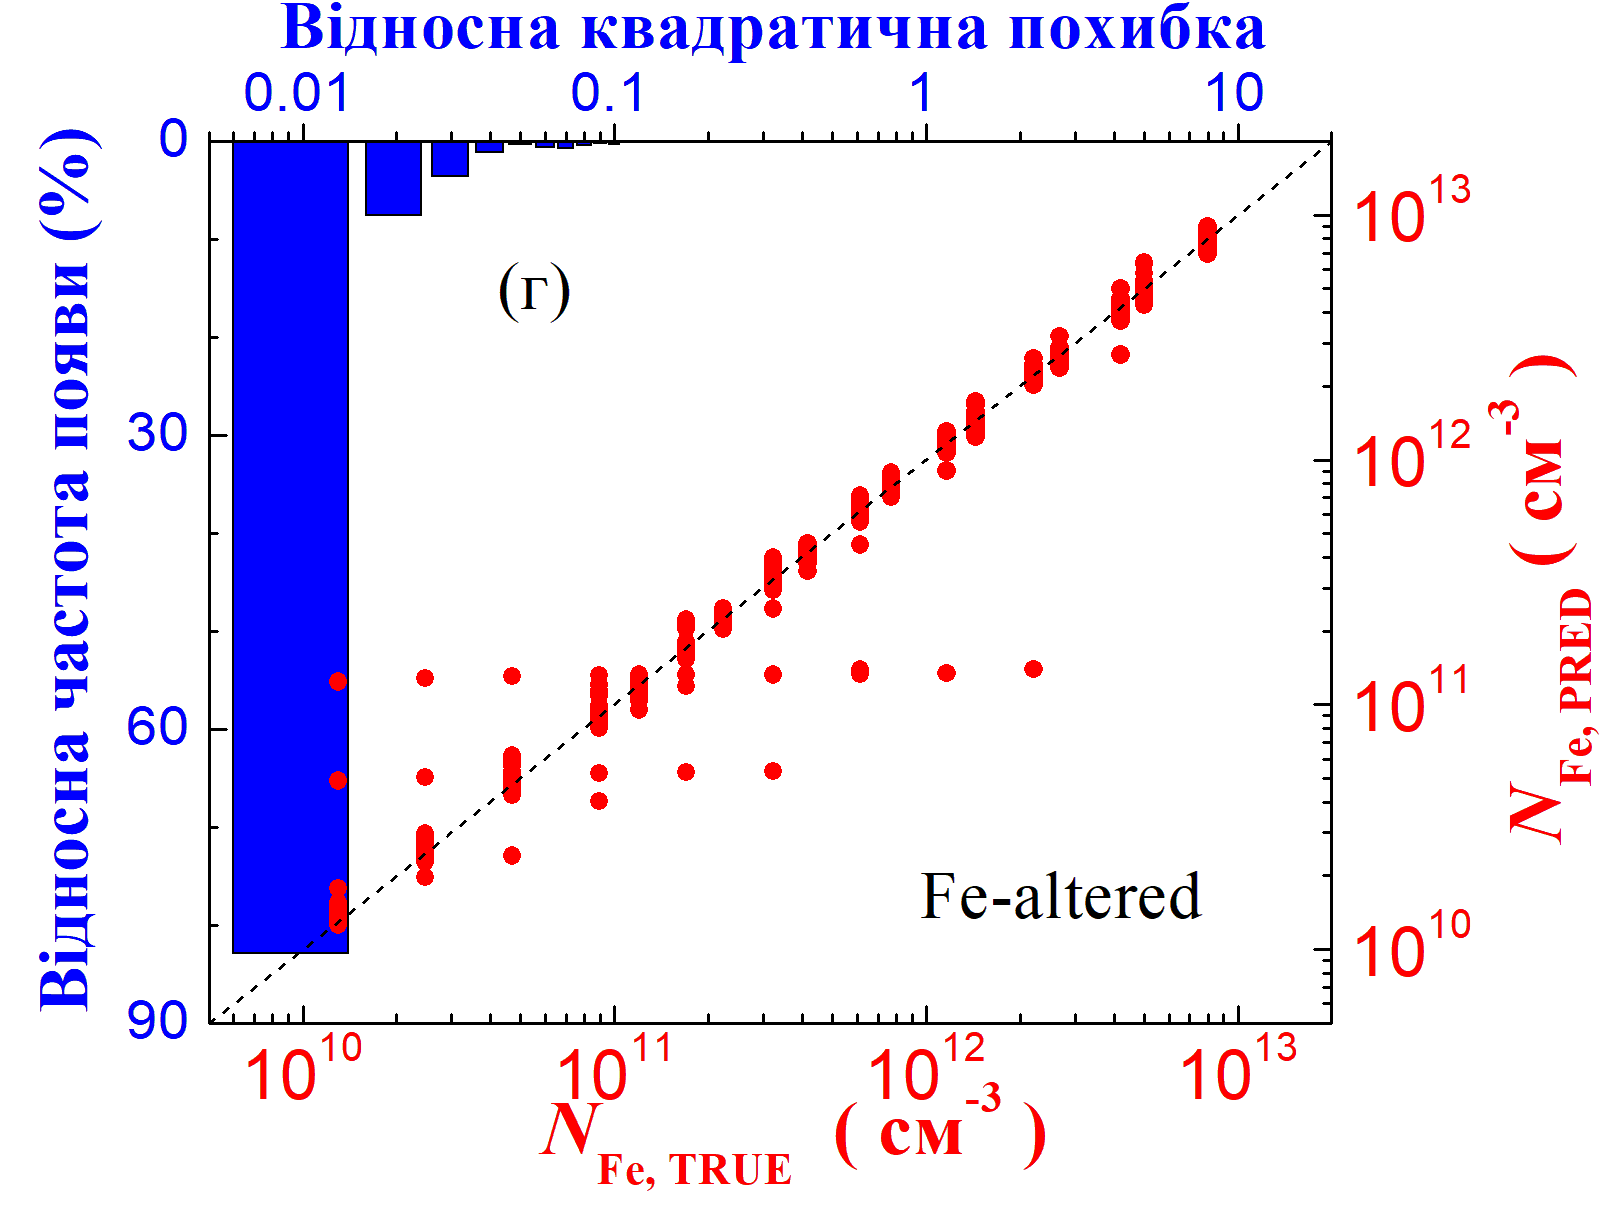 Відносна квадратична похибка
0.01 0.1 1 10
Відносна частота появи (%)
0
30
60
90
(г)
Fe-altered
10^13
10^12
10^11
10^10
N_Fe, PRED ( см^-3 )
10^10 10^11 10^12 10^13
N_Fe, TRUE ( см^-3 )